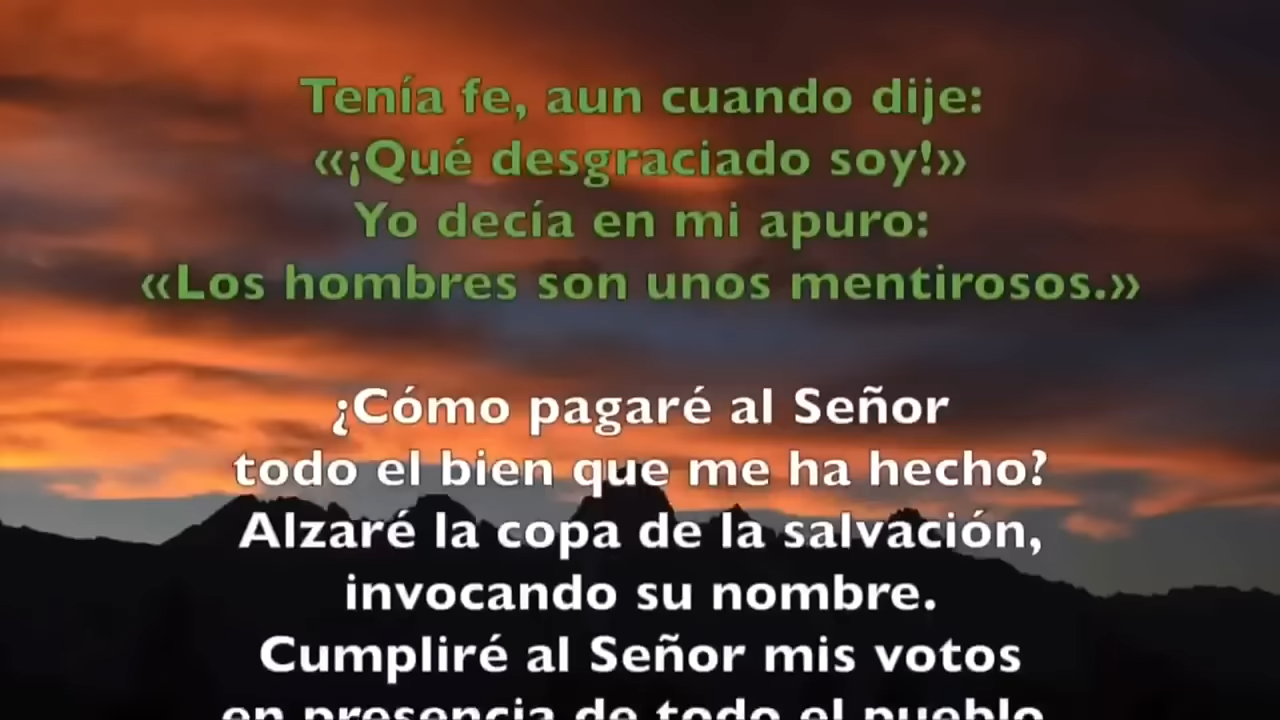 Tenía fe, aun cuando dije:
«¡Qué desgraciado soy!»
Yo decía en mi apuro:
«Los hombres son unos mentirosos.»
¿Cómo pagaré al Señor
todo el bien que me ha hecho?
Alzaré la copa de la salvación,
invocando su nombre.
Cumpliré al Señor mis votos
en presencia de todo el pueblo